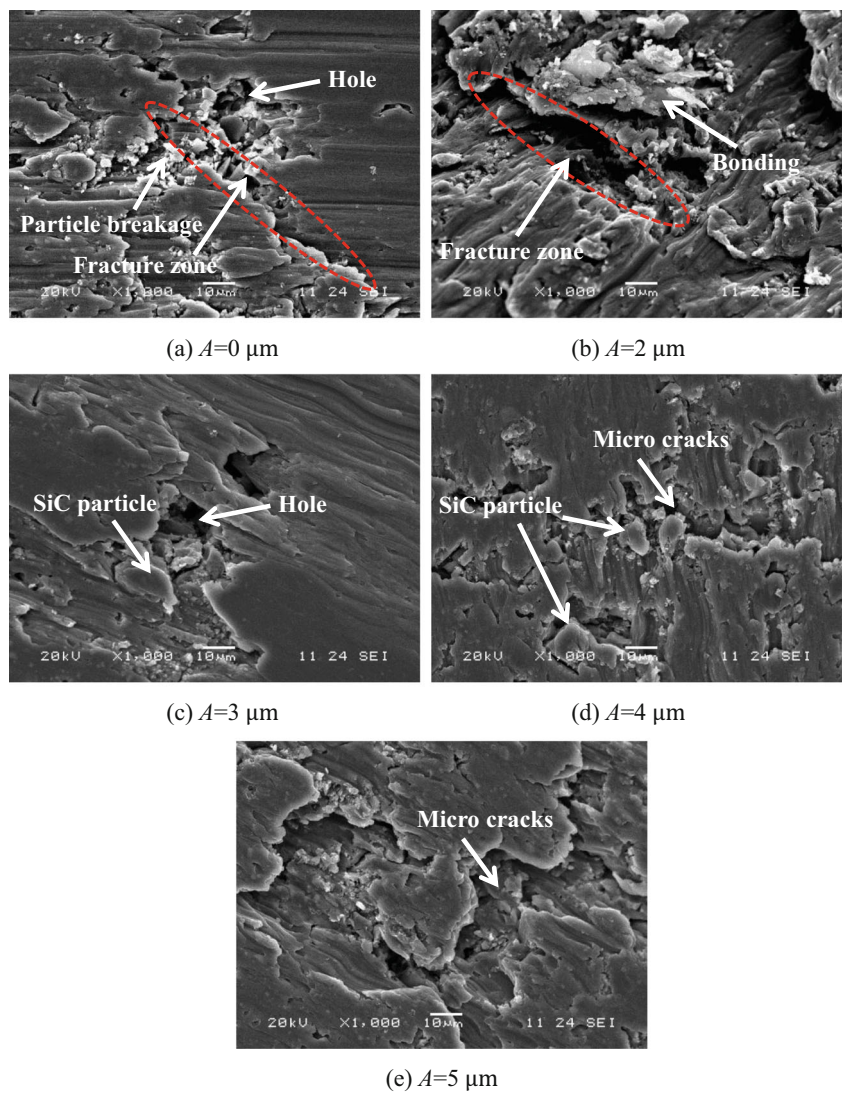 Hole
Particle breakage
Fracture zone
20kV X1,000 10μm 11 24 SEI
(a) A=0 μm
Bonding
Fracture zone
20kV X1,000 10μm 11 24 SEI
(b) A=2 μm
SiC particle
Hole
20kV X1,000 10μm 11 24 SEI
(c) A=3 μm
Micro cracks
SiC particle
20kV X1,000 10μm 11 24 SEI
(d) A=4 μm
Micro cracks
20kV X1,000 10μm 11 24 SEI
(e) A=5 μm